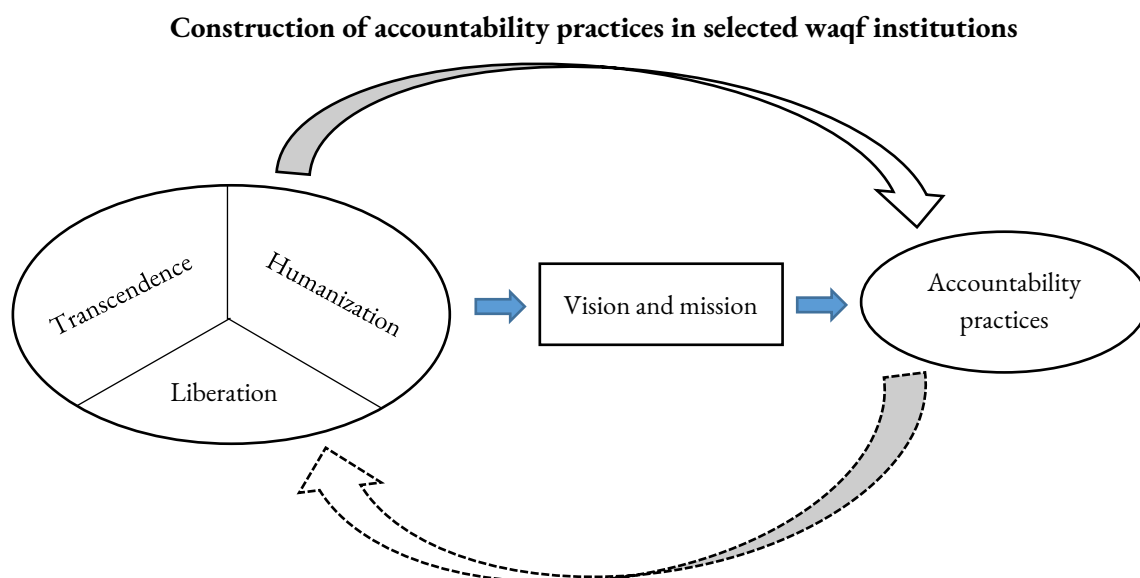 Construction of accountability practices in selected waqf institutions
Transcendence
Humanization
Liberation
Vision and mission
Accountability
practices